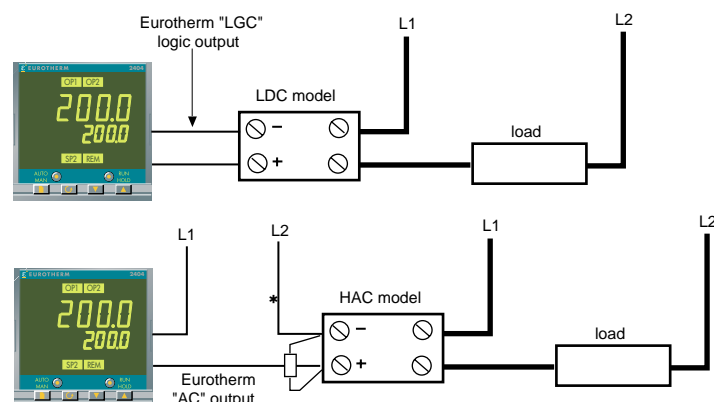 Eurotherm "LGC"
logic output
L1
L2
EUROTHERM 2404
OP1 OP2
200.0
200.0
SP2 REM
AUTO
MAN
RUN
HOLD
LDC model
−
+
load
L1
L2
L1
L2
EUROTHERM 2404
OP1 OP2
200.0
200.0
SP2 REM
AUTO
MAN
RUN
HOLD
*
HAC model
−
+
load
Eurotherm
"AC" output